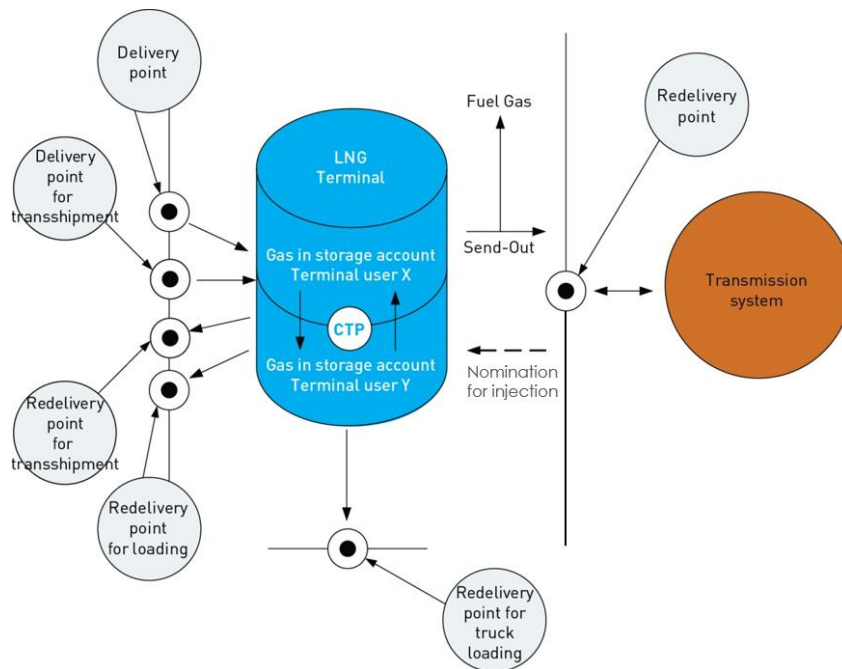 Delivery
point
Delivery
point
for
transshipment
Redelivery
point
for
transshipment
Redelivery
point
for loading
LNG
Terminal
Gas in storage account
Terminal user X
CTP
Gas in storage account
Terminal user Y
Fuel Gas
Send-Out
Nomination
for injection
Redelivery
point
Transmission
system
Redelivery
point for
truck
loading